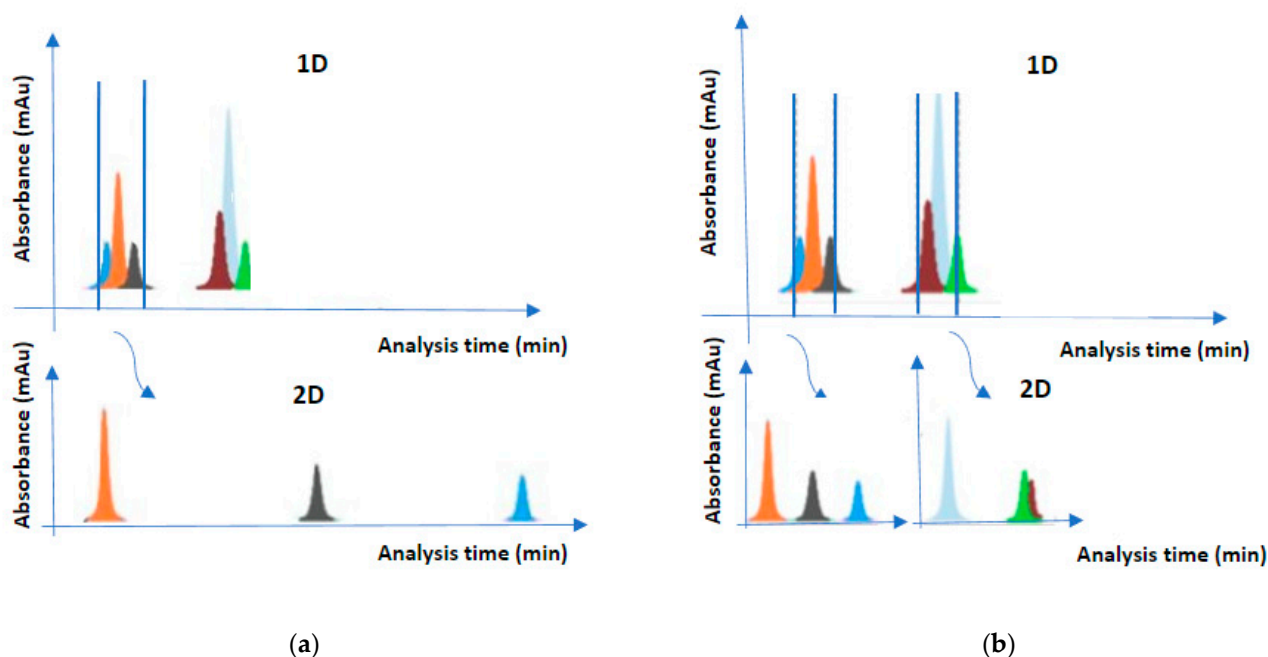 1D
Absorbance (mAu)
Analysis time (min)
2D
Absorbance (mAu)
Analysis time (min)
(a)
1D
Absorbance (mAu)
Analysis time (min)
2D
Absorbance (mAu)
Analysis time (min)
(b)